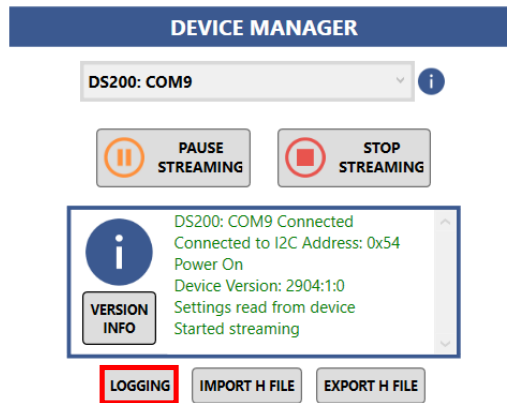 DEVICE MANAGER
DS200: COM9
i
PAUSE
STREAMING
STOP
STREAMING
i
VERSION
INFO
DS200: COM9 Connected
Connected to I2C Address: 0x54
Power On
Device Version: 2904:1:0
Settings read from device
Started streaming
LOGGING
IMPORT H FILE
EXPORT H FILE